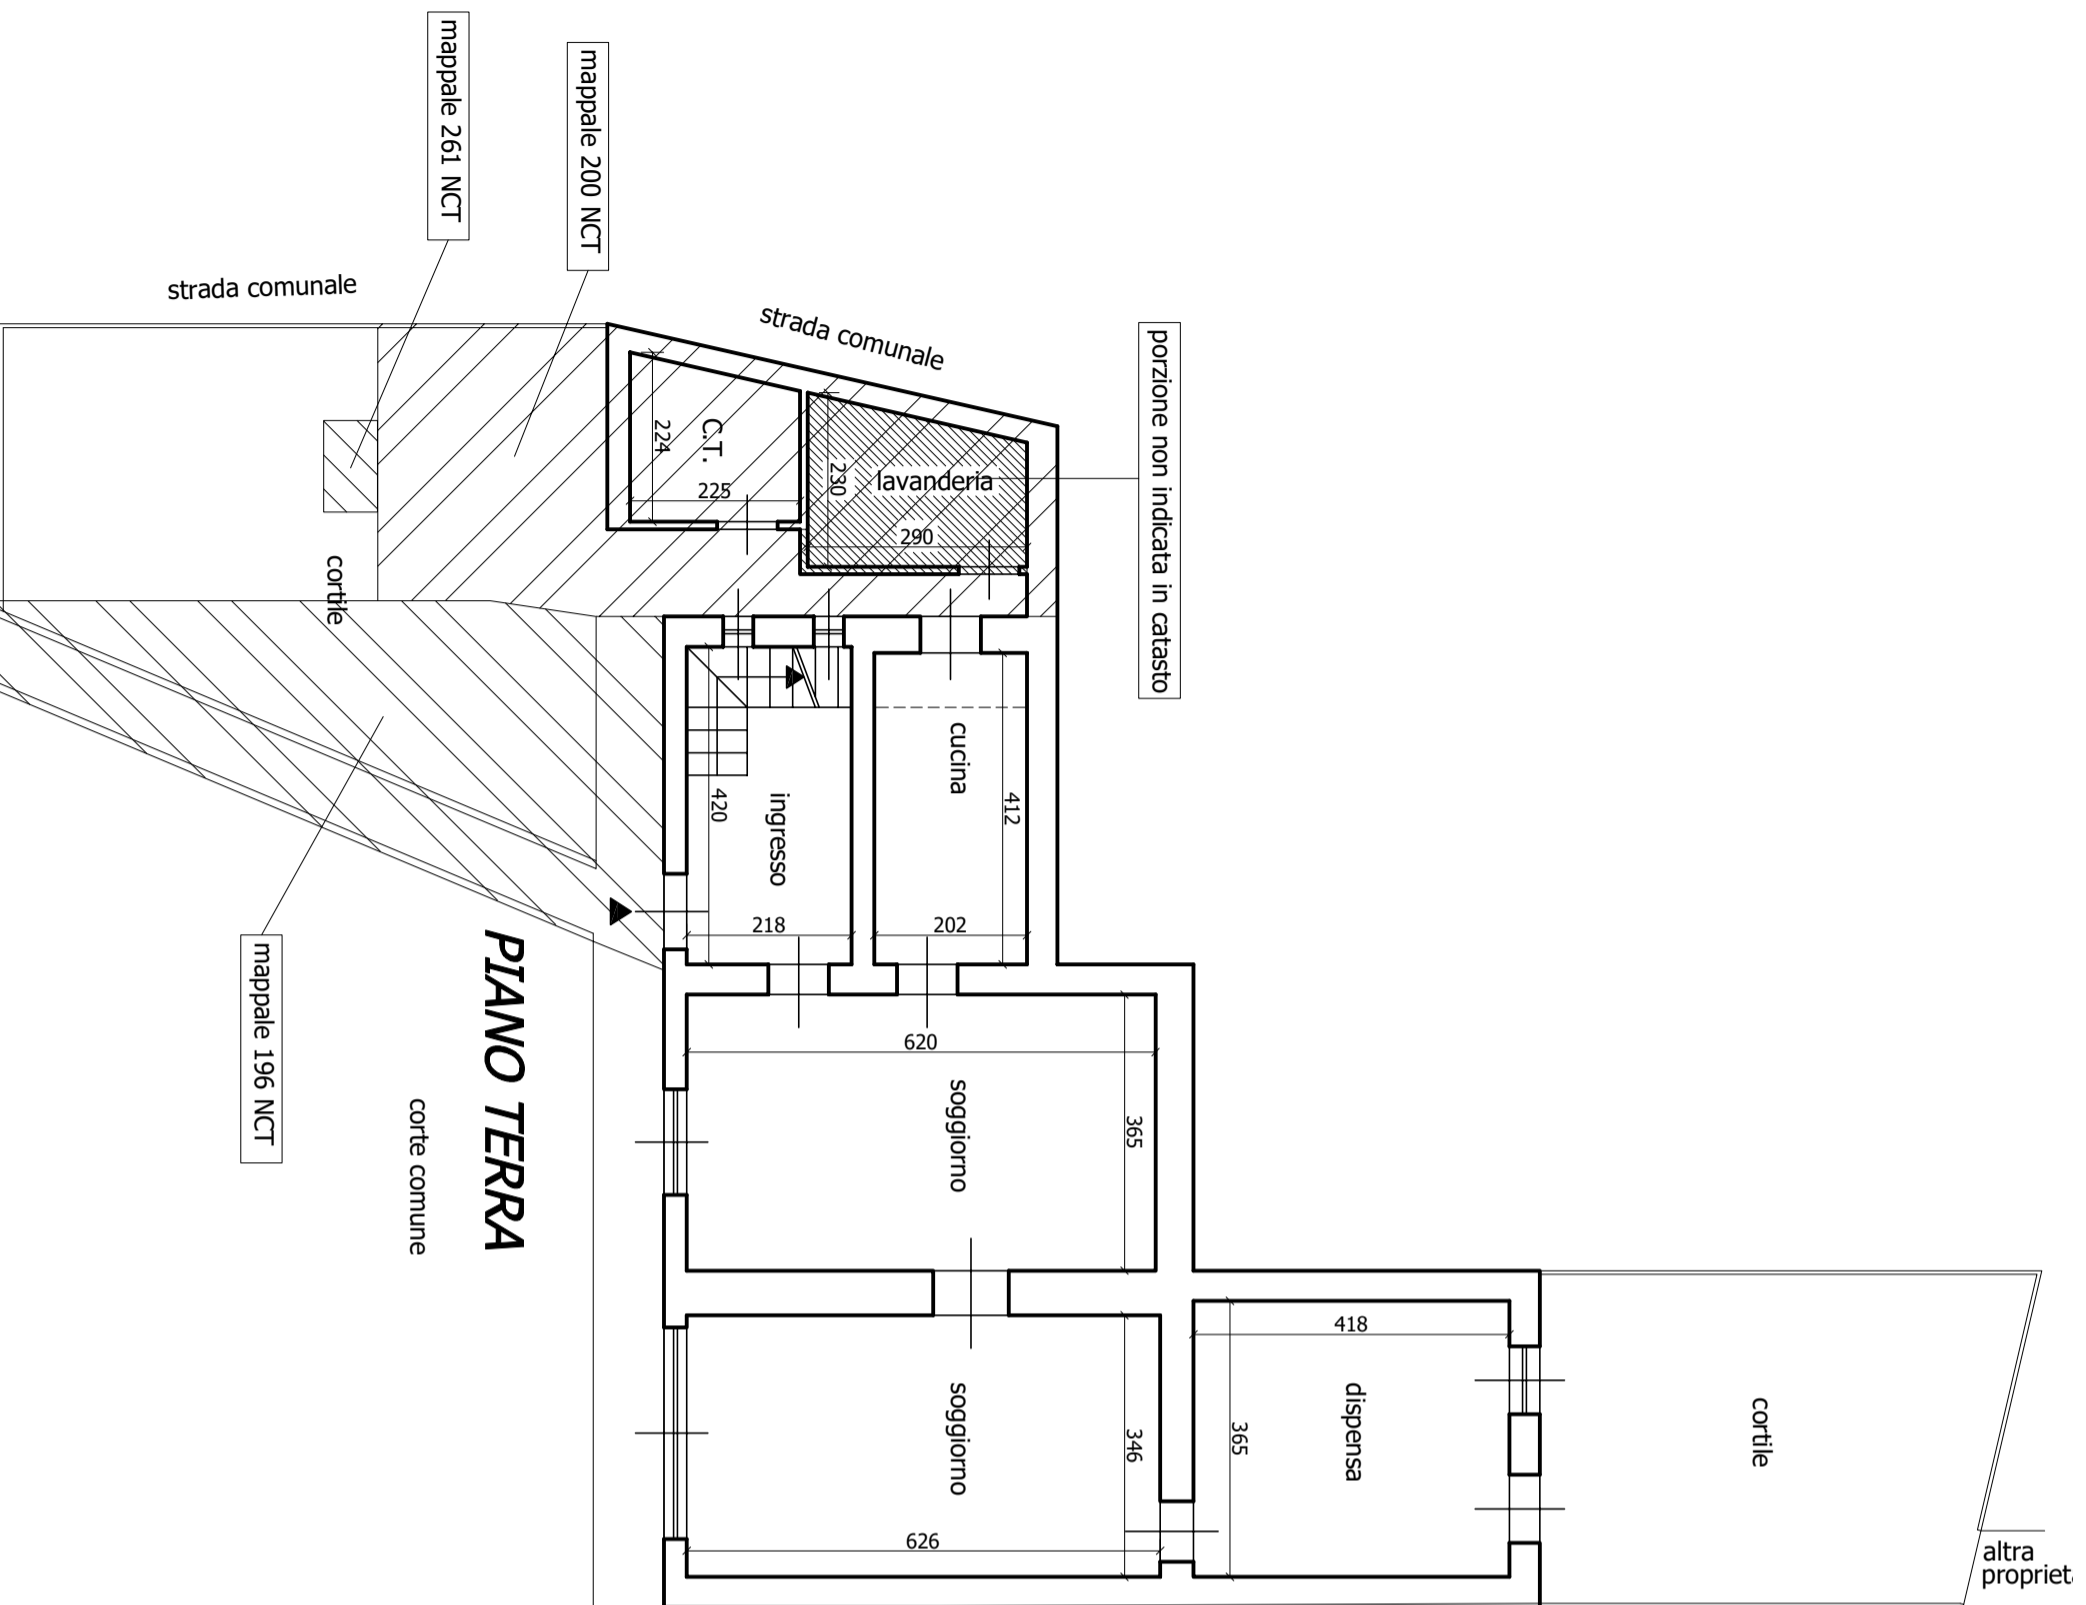 mappale 261 NCT
mappale 200 NCT
strada comunale
strada comunale
porzione non indicata in catasto
C.T.
224
225
230
lavanderia
290
cortile
cucina
412
420
ingresso
218
202
mappale 196 NCT
PIANO TERRA
corte comune
620
soggiorno
365
418
soggiorno
346
365
dispensa
626
cortile
altra